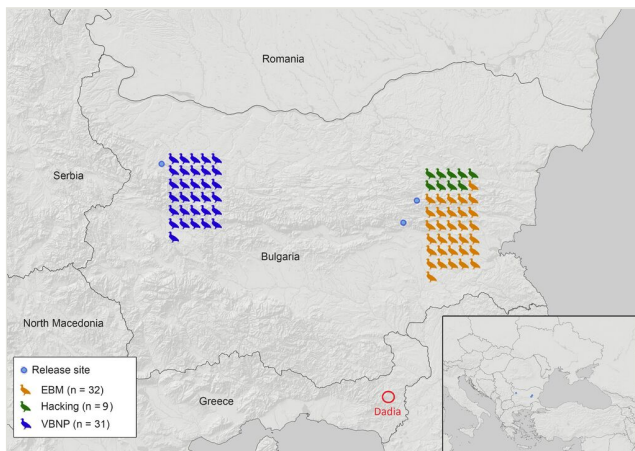 Romania
Serbia
Bulgaria
North Macedonia
Greece
Dadia
Release site
EBM (n = 32)
Hacking (n = 9)
VBNP (n = 31)